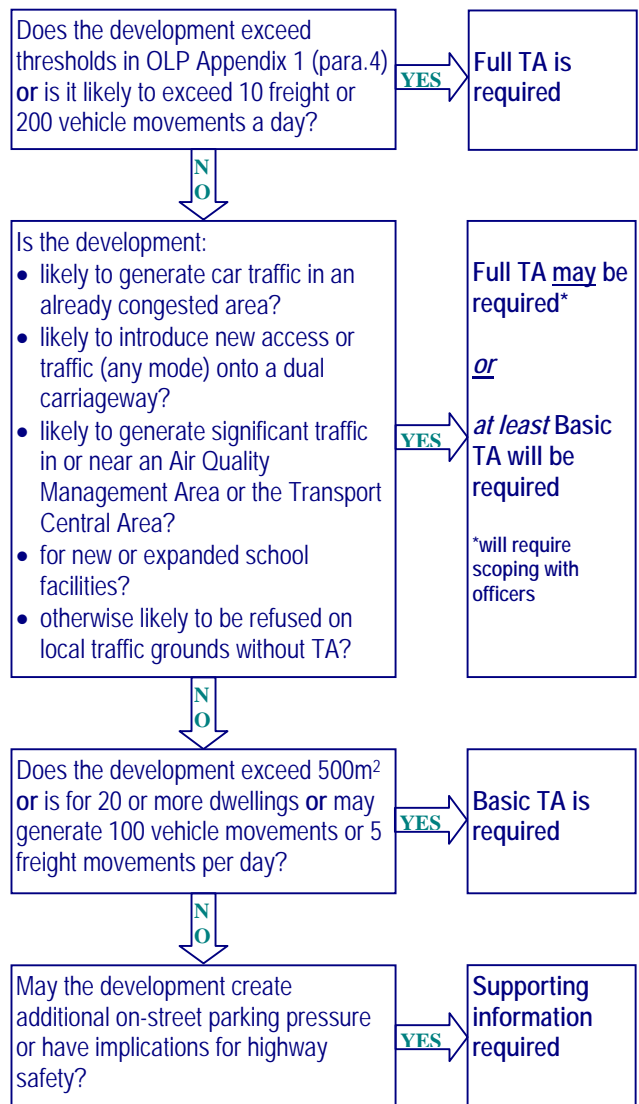 Does the development exceed
thresholds in OLP Appendix 1 (para.4)
or is it likely to exceed 10 freight or
200 vehicle movements a day?
YES
Full TA is
required
N
O
Is the development:
• likely to generate car traffic in an
already congested area?
• likely to introduce new access or
traffic (any mode) onto a dual
carriageway?
• likely to generate significant traffic
in or near an Air Quality
Management Area or the Transport
Central Area?
• for new or expanded school
facilities?
• otherwise likely to be refused on
local traffic grounds without TA?
YES
Full TA may be
required*
or
at least Basic
TA will be
required
*will require
scoping with
officers
N
O
Does the development exceed 500m²
or is for 20 or more dwellings or may
generate 100 vehicle movements or 5
freight movements per day?
YES
Basic TA is
required
N
O
May the development create
additional on-street parking pressure
or have implications for highway
safety?
YES
Supporting
information
required